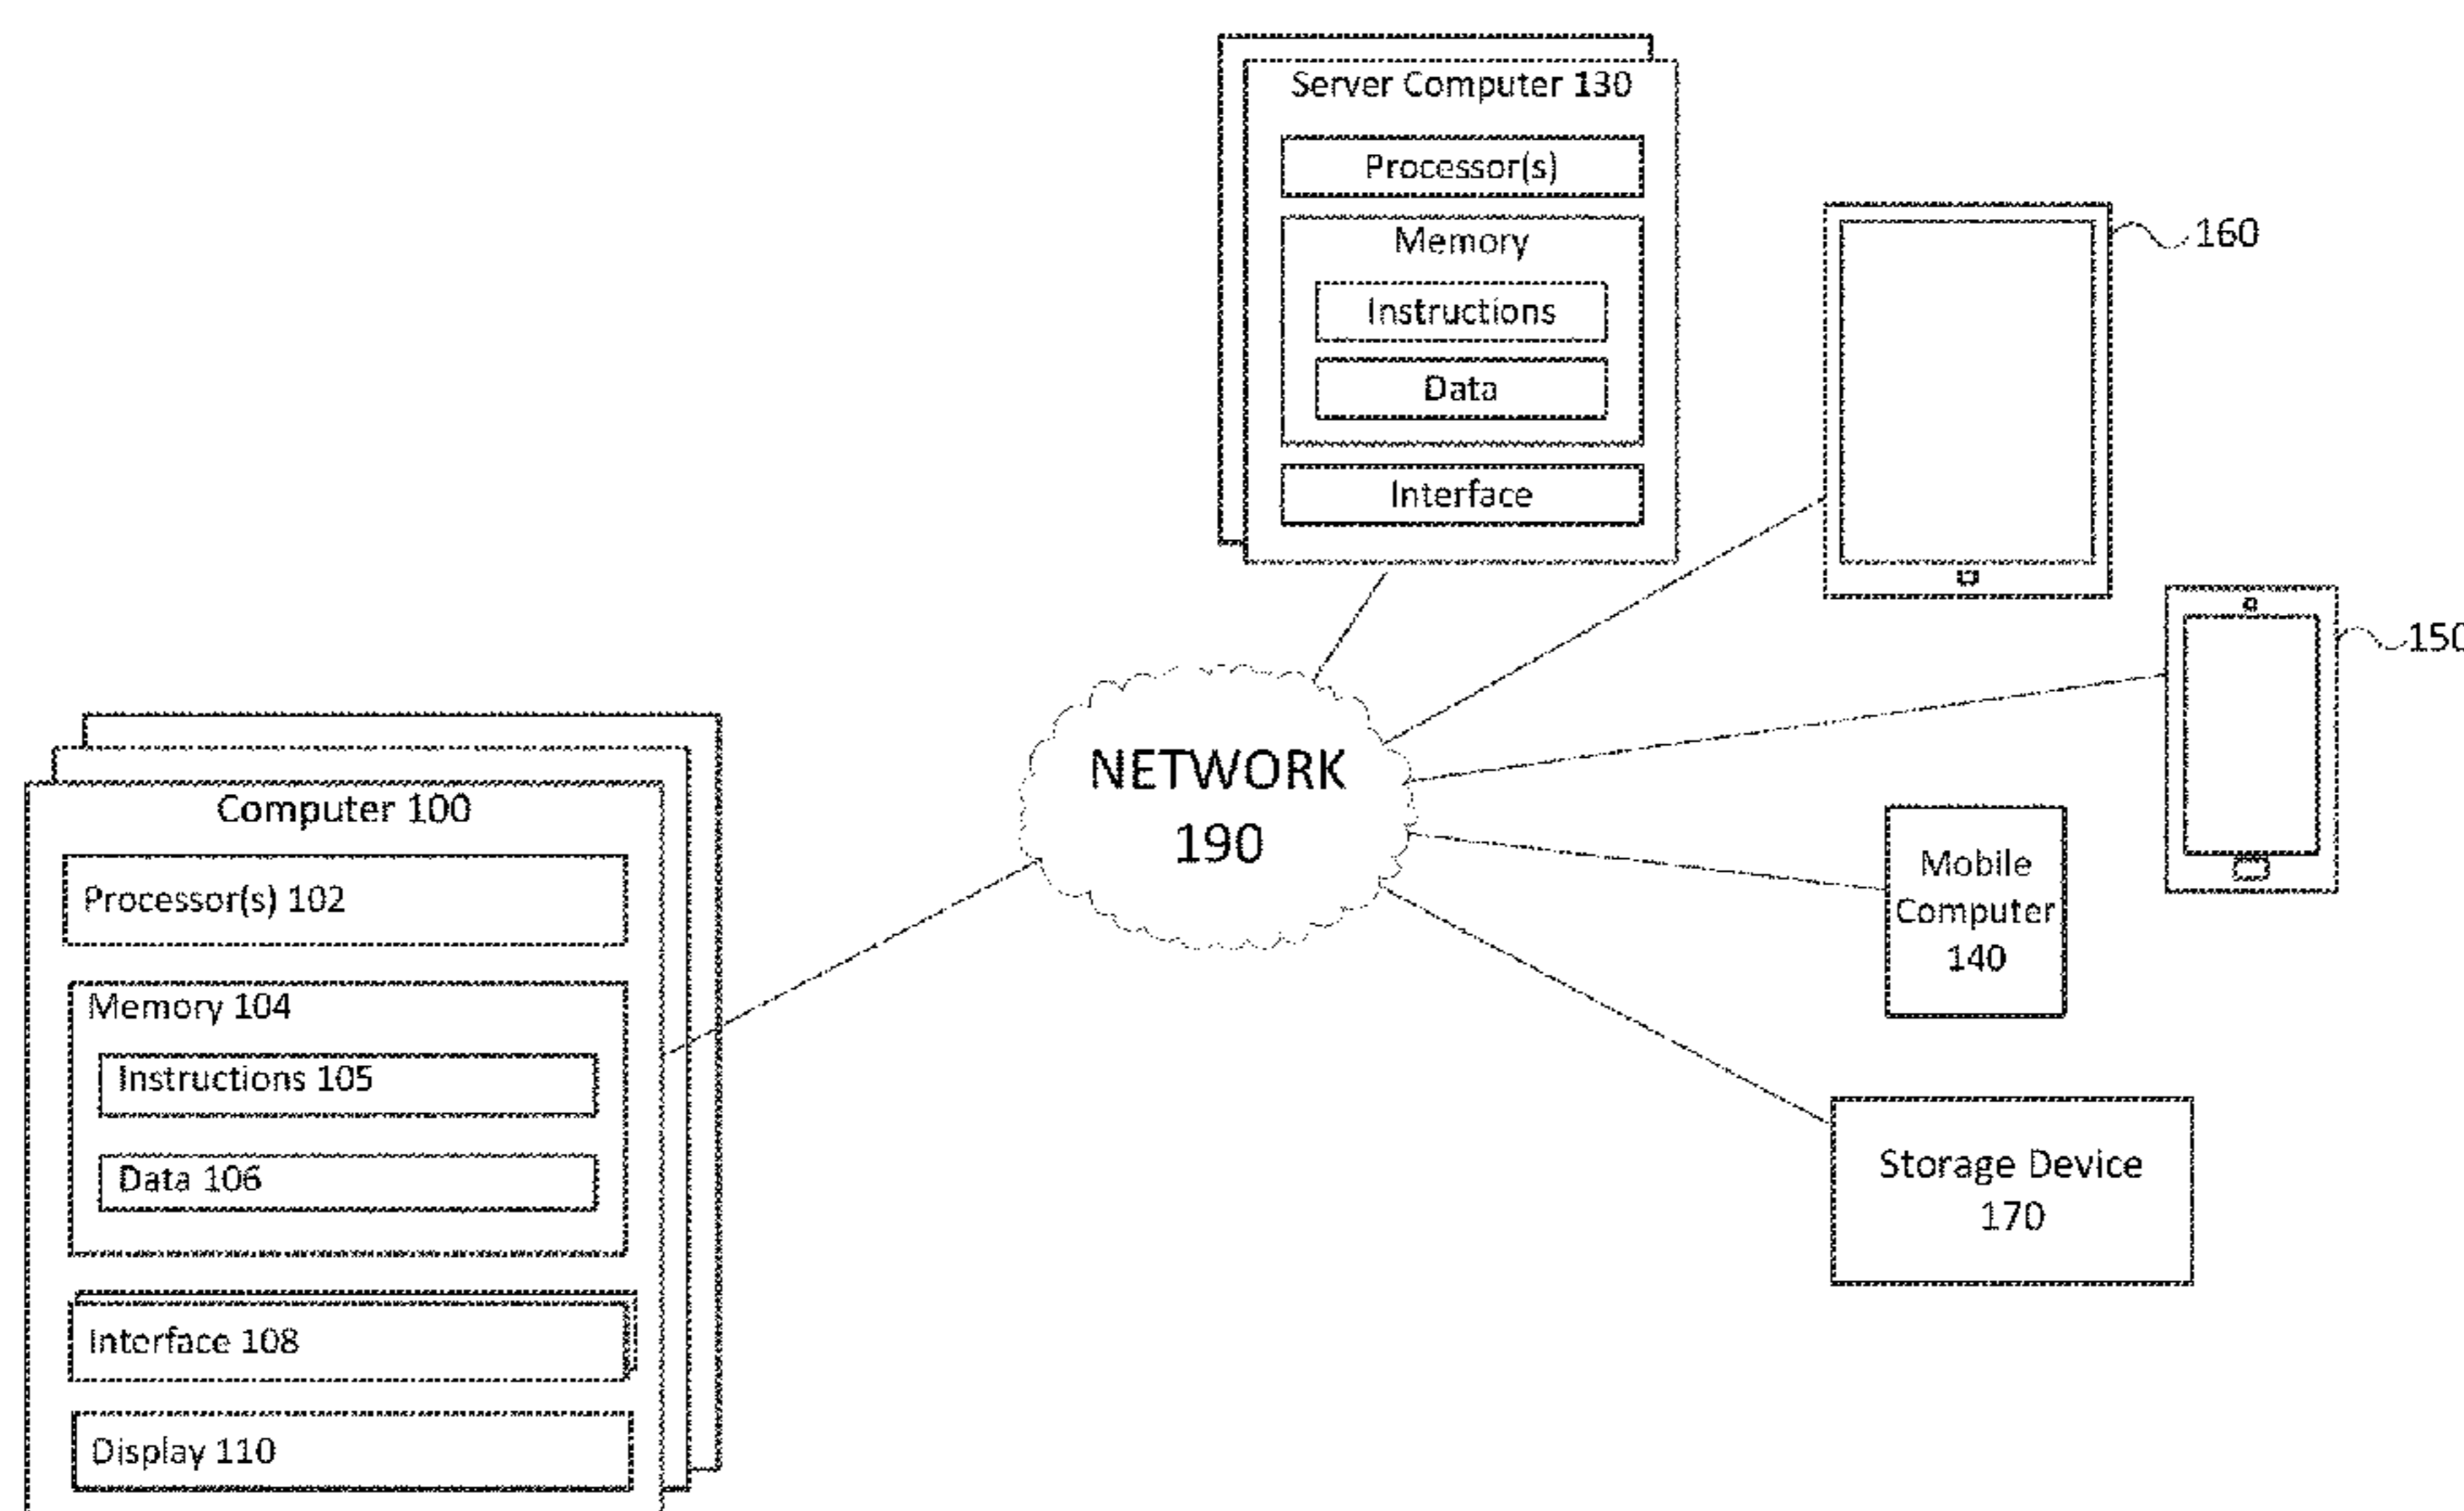 Server Computer 130
Processor(s)
Memory
Instructions
Data
Interface
160
150
NETWORK
190
Computer 100
Processor(s) 102
Memory 104
Instructions 105
Data 106
Interface 108
Display 110
Mobile
Computer
140
Storage Device
170